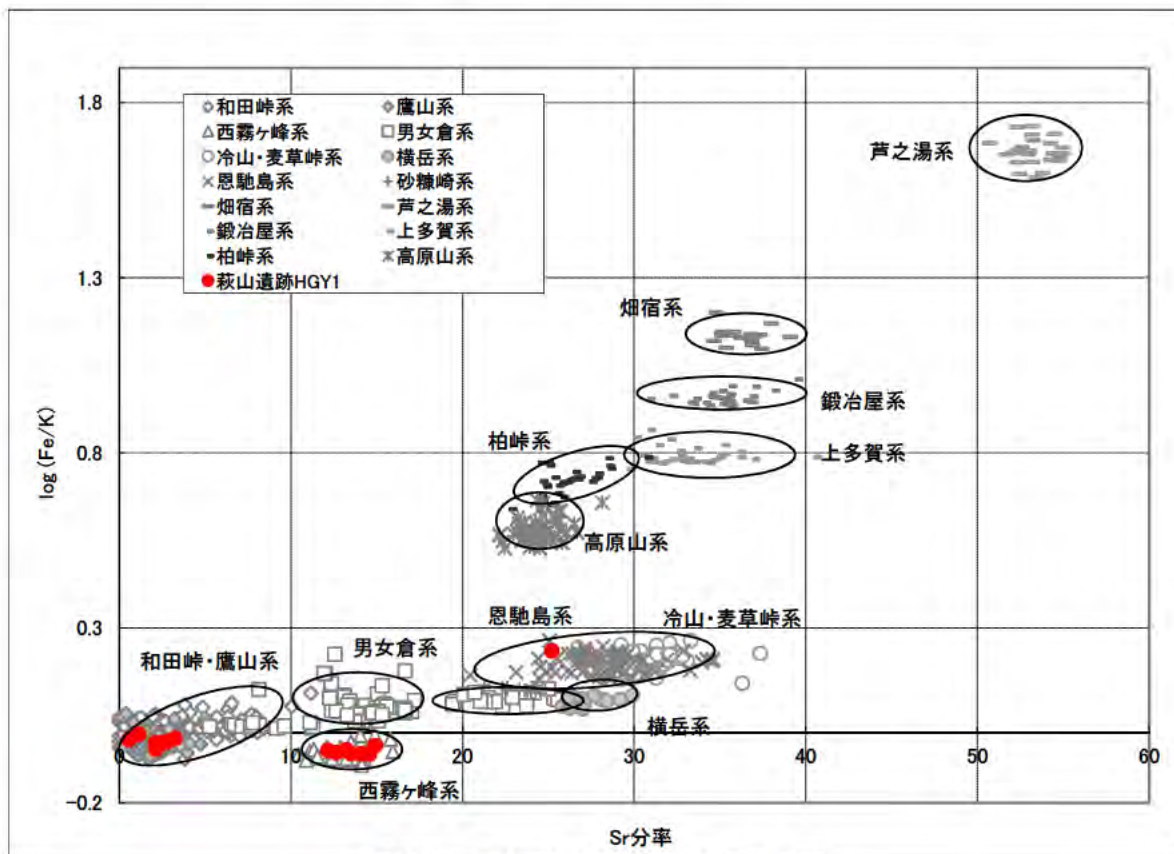 1.8
和田峠系 鷹山系
西霧ヶ峰系 男女倉系
冷山・麦草峠系 横岳系
恩馳島系 砂糠崎系
畑宿系 芦之湯系
鍛冶屋系 上多賀系
柏峠系 高原山系
萩山遺跡HGY1
芦之湯系
1.3
畑宿系
鍛冶屋系
log(Fe/K)
0.8
柏峠系
上多賀系
高原山系
恩馳島系 冷山・麦草峠系
0.3
男女倉系
和田峠・鷹山系
横岳系
0 10 20 30 40 50 60
西霧ヶ峰系
-0.2
Sr分率